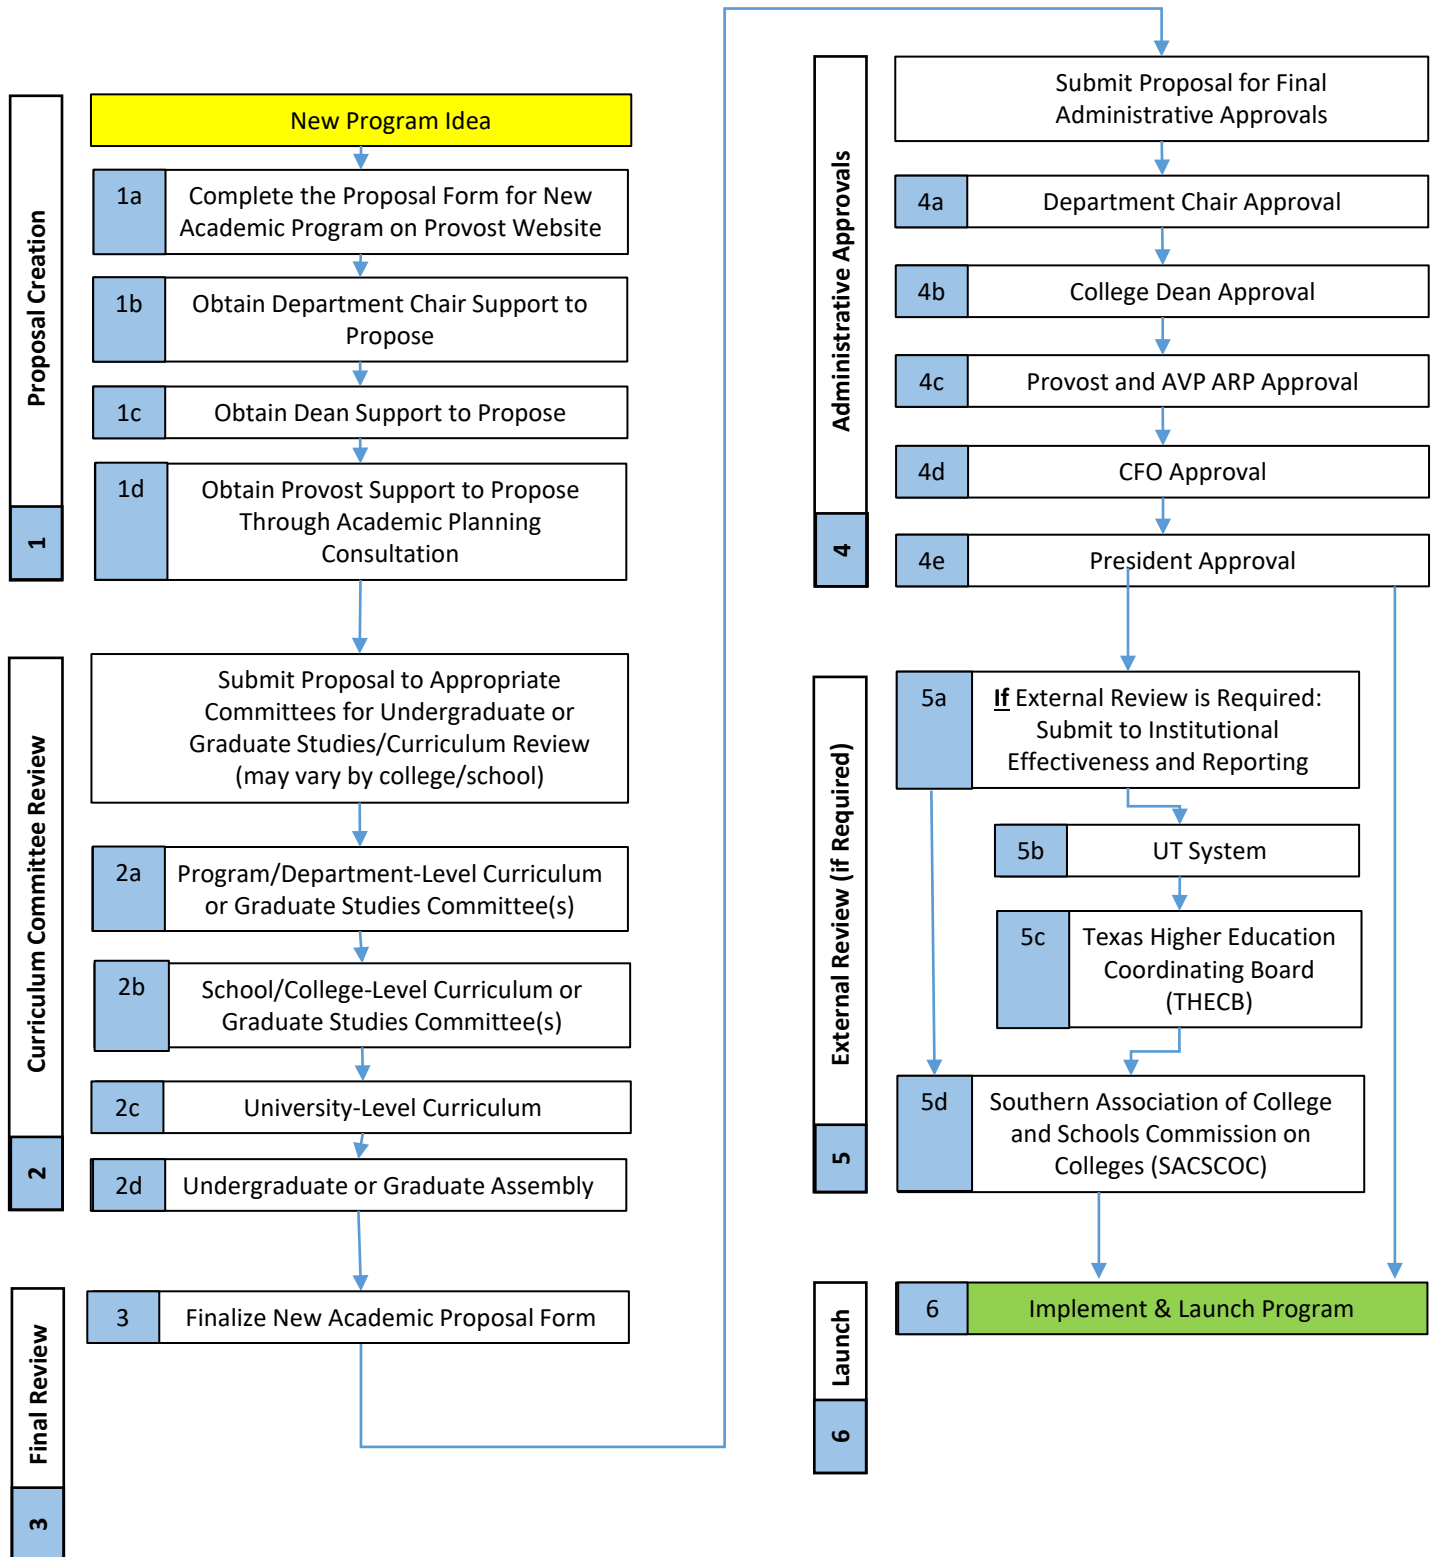 Proposal Creation
1
New Program Idea
1a
Complete the Proposal Form for New
Academic Program on Provost Website
1b
Obtain Department Chair Support to
Propose
1c
Obtain Dean Support to Propose
1d
Obtain Provost Support to Propose
Through Academic Planning
Consultation
Curriculum Committee Review
2
Submit Proposal to Appropriate
Committees for Undergraduate or
Graduate Studies/Curriculum Review
(may vary by college/school)
2a
Program/Department-Level Curriculum
or Graduate Studies Committee(s)
2b
School/College-Level Curriculum or
Graduate Studies Committee(s)
2c
University-Level Curriculum
2d
Undergraduate or Graduate Assembly
Final Review
3
3
Finalize New Academic Proposal Form
Administrative Approvals
4
Submit Proposal for Final
Administrative Approvals
4a
Department Chair Approval
4b
College Dean Approval
4c
Provost and AVP ARP Approval
4d
CFO Approval
4e
President Approval
External Review (if Required)
5
5a
If External Review is Required:
Submit to Institutional
Effectiveness and Reporting
5b
UT System
5c
Texas Higher Education
Coordinating Board
(THECB)
5d
Southern Association of College
and Schools Commission on
Colleges (SACSCOC)
Launch
6
6
Implement & Launch Program